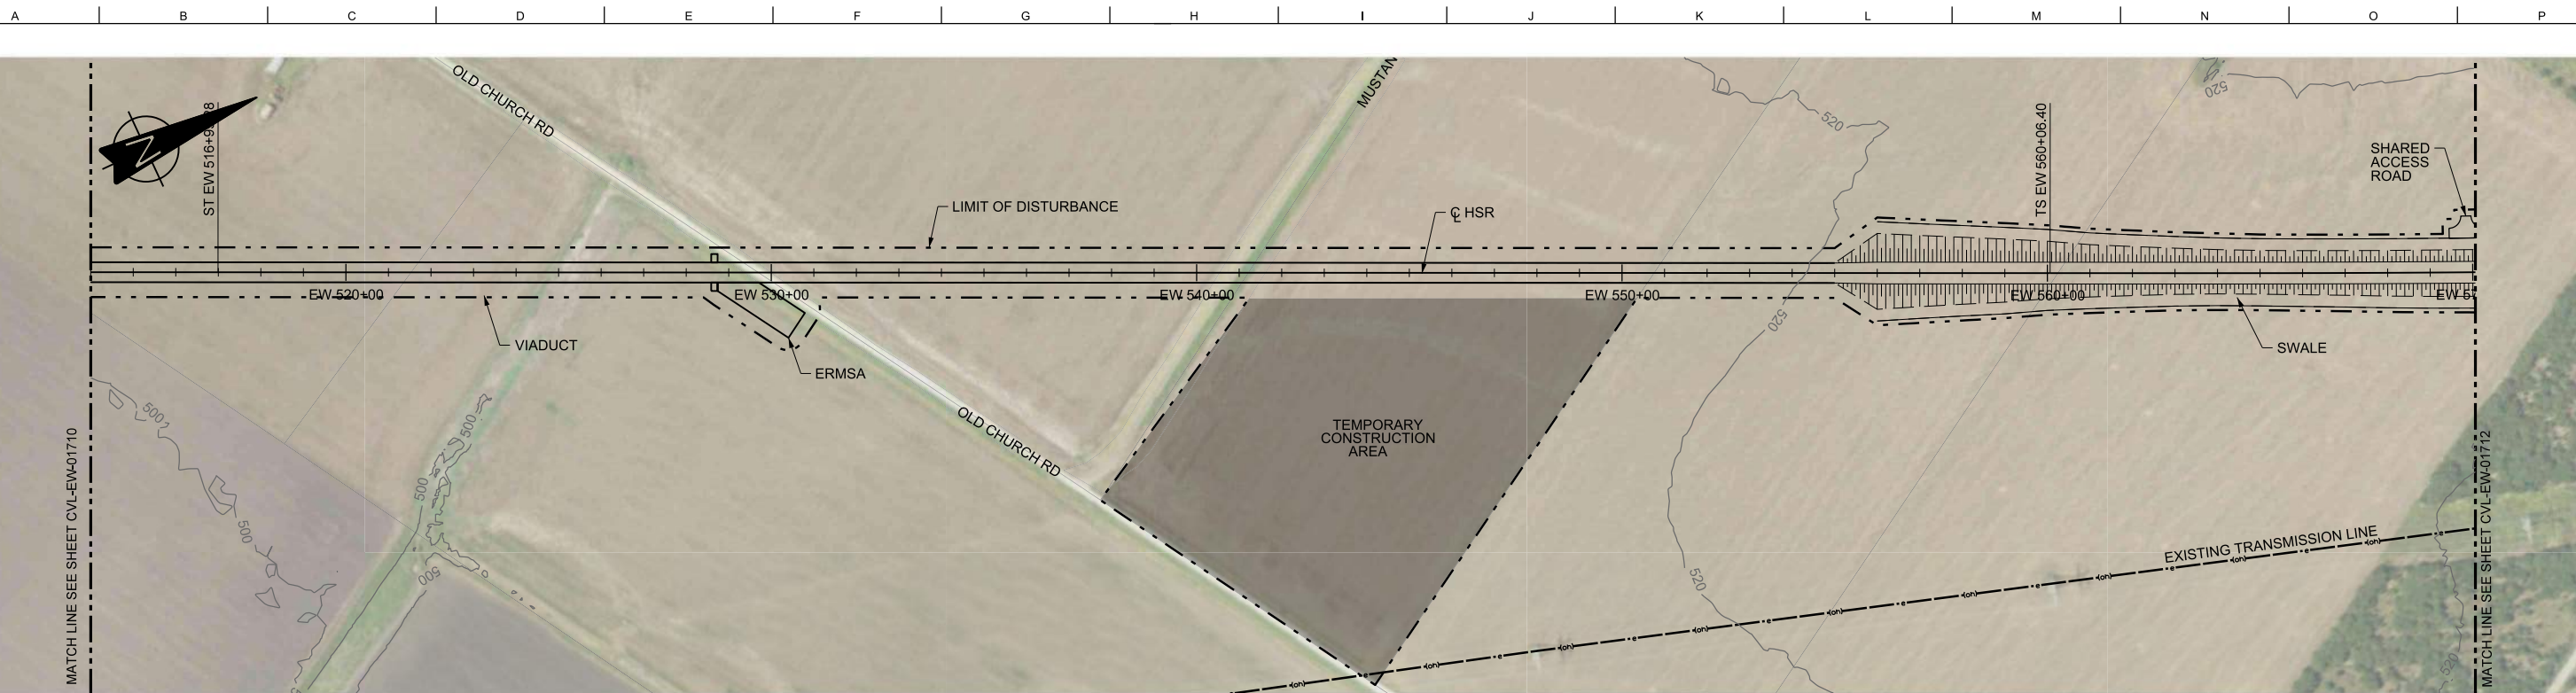 A B C D E F G H I J K L M N O P
OLD CHURCH RD
MUSTAN
520
520
ST EW 516+
N
TS EW 560+06.40
SHARED
ACCESS
ROAD
LIMIT OF DISTURBANCE
℄ HSR
EW 520+00
EW 530+00
EW 540+00
EW 550+00
EW 560+00
EW 5
VIADUCT
ERMSA
520
SWALE
500
500
500
500
500
OLD CHURCH RD
TEMPORARY
CONSTRUCTION
AREA
520
520
EXISTING TRANSMISSION LINE
MATCH LINE SEE SHEET CVL-EW-01710
MATCH LINE SEE SHEET CVL-EW-01712